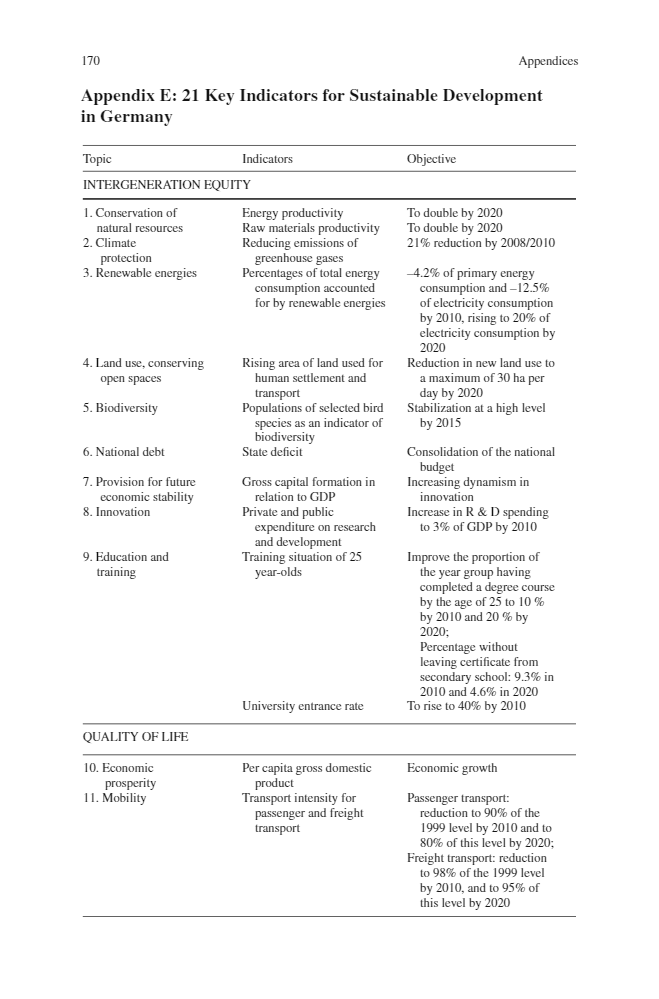 170 Appendices
Appendix E: 21 Key Indicators for Sustainable Development
in Germany
Topic Indicators Objective
INTERGENERATION EQUITY
1. Conservation of Energy productivity To double by 2020
natural resources Raw materials productivity To double by 2020
2. Climate Reducing emissions of 21% reduction by 2008/2010
protection greenhouse gases
3. Renewable energies Percentages of total energy –4.2% of primary energy
consumption accounted consumption and –12.5%
for by renewable energies of electricity consumption
by 2010, rising to 20% of
electricity consumption by
2020
4. Land use, conserving Rising area of land used for Reduction in new land use to
open spaces human settlement and a maximum of 30 ha per
transport day by 2020
5. Biodiversity Populations of selected bird Stabilization at a high level
species as an indicator of by 2015
biodiversity
6. National debt State deficit Consolidation of the national
budget
7. Provision for future Gross capital formation in Increasing dynamism in
economic stability relation to GDP innovation
8. Innovation Private and public Increase in R & D spending
expenditure on research to 3% of GDP by 2010
and development
9. Education and Training situation of 25 Improve the proportion of
training year-olds the year group having
completed a degree course
by the age of 25 to 10 %
by 2010 and 20 % by
2020;
Percentage without
leaving certificate from
secondary school: 9.3% in
2010 and 4.6% in 2020
University entrance rate To rise to 40% by 2010
QUALITY OF LIFE
10. Economic Per capita gross domestic Economic growth
prosperity product
11. Mobility Transport intensity for Passenger transport:
passenger and freight reduction to 90% of the
transport 1999 level by 2010 and to
80% of this level by 2020;
Freight transport: reduction
to 98% of the 1999 level
by 2010, and to 95% of
this level by 2020